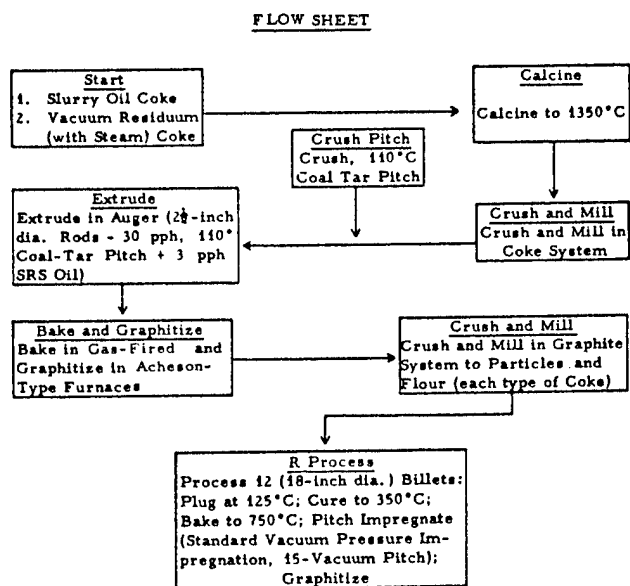 FLOW SHEET
Start
1. Slurry Oil Coke
2. Vacuum Residuum
(with Steam) Coke
Calcine
Calcine to 1350°C
Crush Pitch
Crush, 110°C
Coal Tar Pitch
Crush and Mill
Crush and Mill in
Coke System
Extrude
Extrude in Auger (2½-inch
dia. Rods - 30 pph, 110°
Coal-Tar Pitch + 3 pph
SRS Oil)
Bake and Graphitize
Bake in Gas-Fired and
Graphitize in Acheson-
Type Furnaces
Crush and Mill
Crush and Mill in Graphite
System to Particles and
Flour (each type of Coke)
R Process
Process 12 (18-inch dia.) Billets:
Plug at 125°C; Cure to 350°C;
Bake to 750°C; Pitch Impregnate
(Standard Vacuum Pressure Im-
pregnation, 15-Vacuum Pitch);
Graphitize